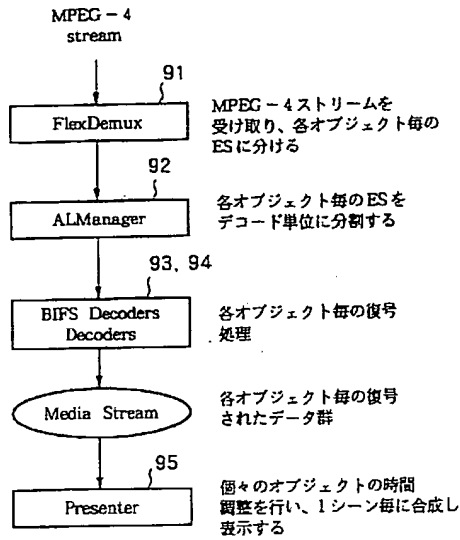 MPEG－4
stream
91
FlexDemux
MPEG－4ストリームを
受け取り、各オブジェクト毎の
ESに分ける
92
ALManager
各オブジェクト毎のESを
デコード単位に分割する
93, 94
BIFS Decoders
Decoders
各オブジェクト毎の復号
処理
Media Stream
各オブジェクト毎の復号
されたデータ群
95
Presenter
個々のオブジェクトの時間
調整を行い、1シーン毎に合成し
表示する